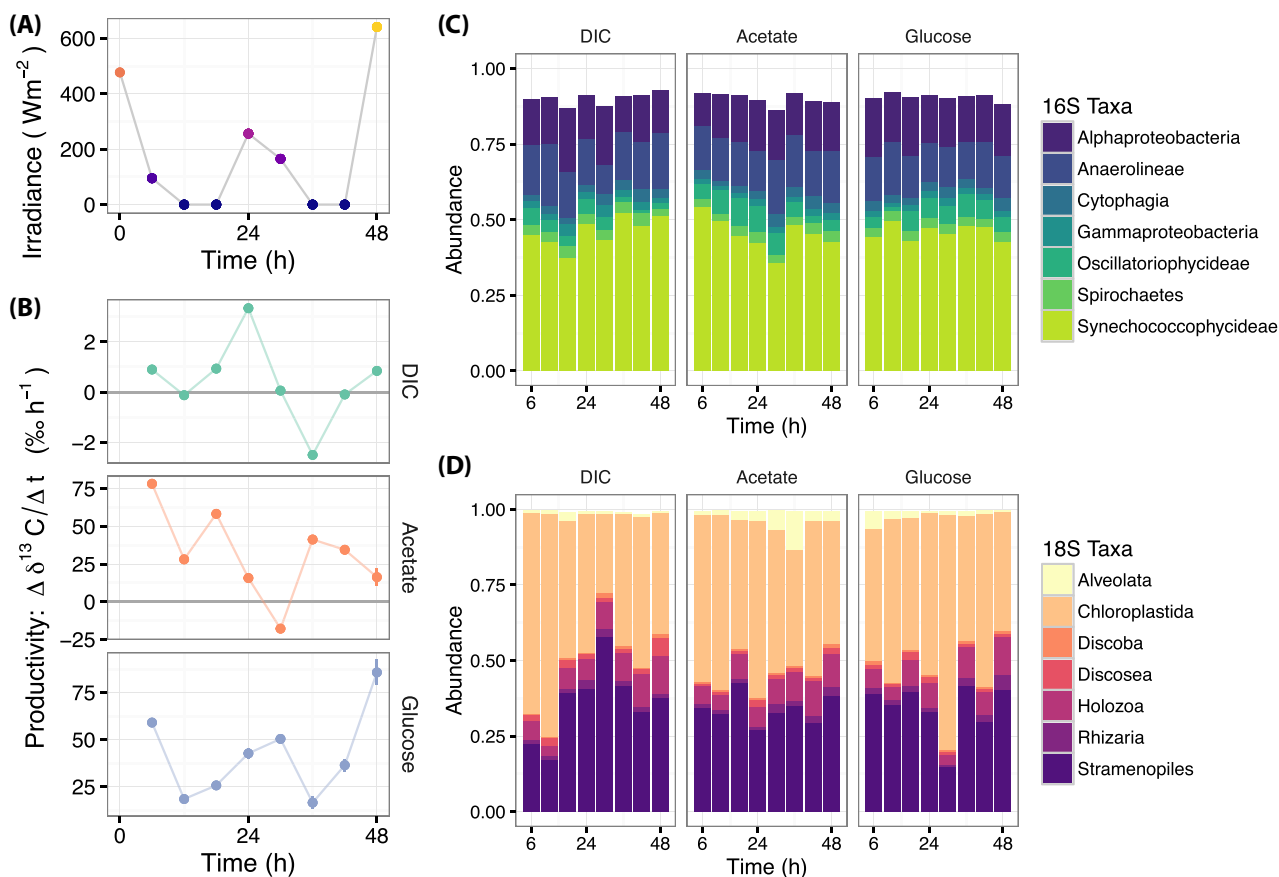 (A)
600
400
200
0
Irradiance ( Wm−2 )
0 24 48
Time (h)
(B)
2
0
−2
DIC
75
50
25
0
−25
Acetate
75
50
25
Glucose
Productivity: Δ δ13 C/Δ t (‰ h−1 )
0 24 48
Time (h)
(C)
DIC Acetate Glucose
1.00
0.75
0.50
0.25
0.00
Abundance
6 24 48 6 24 48 6 24 48
Time (h)
16S Taxa
Alphaproteobacteria
Anaerolineae
Cytophagia
Gammaproteobacteria
Oscillatoriophycideae
Spirochaetes
Synechococcophycideae
(D)
DIC Acetate Glucose
1.00
0.75
0.50
0.25
0.00
Abundance
6 24 48 6 24 48 6 24 48
Time (h)
18S Taxa
Alveolata
Chloroplastida
Discoba
Discosea
Holozoa
Rhizaria
Stramenopiles